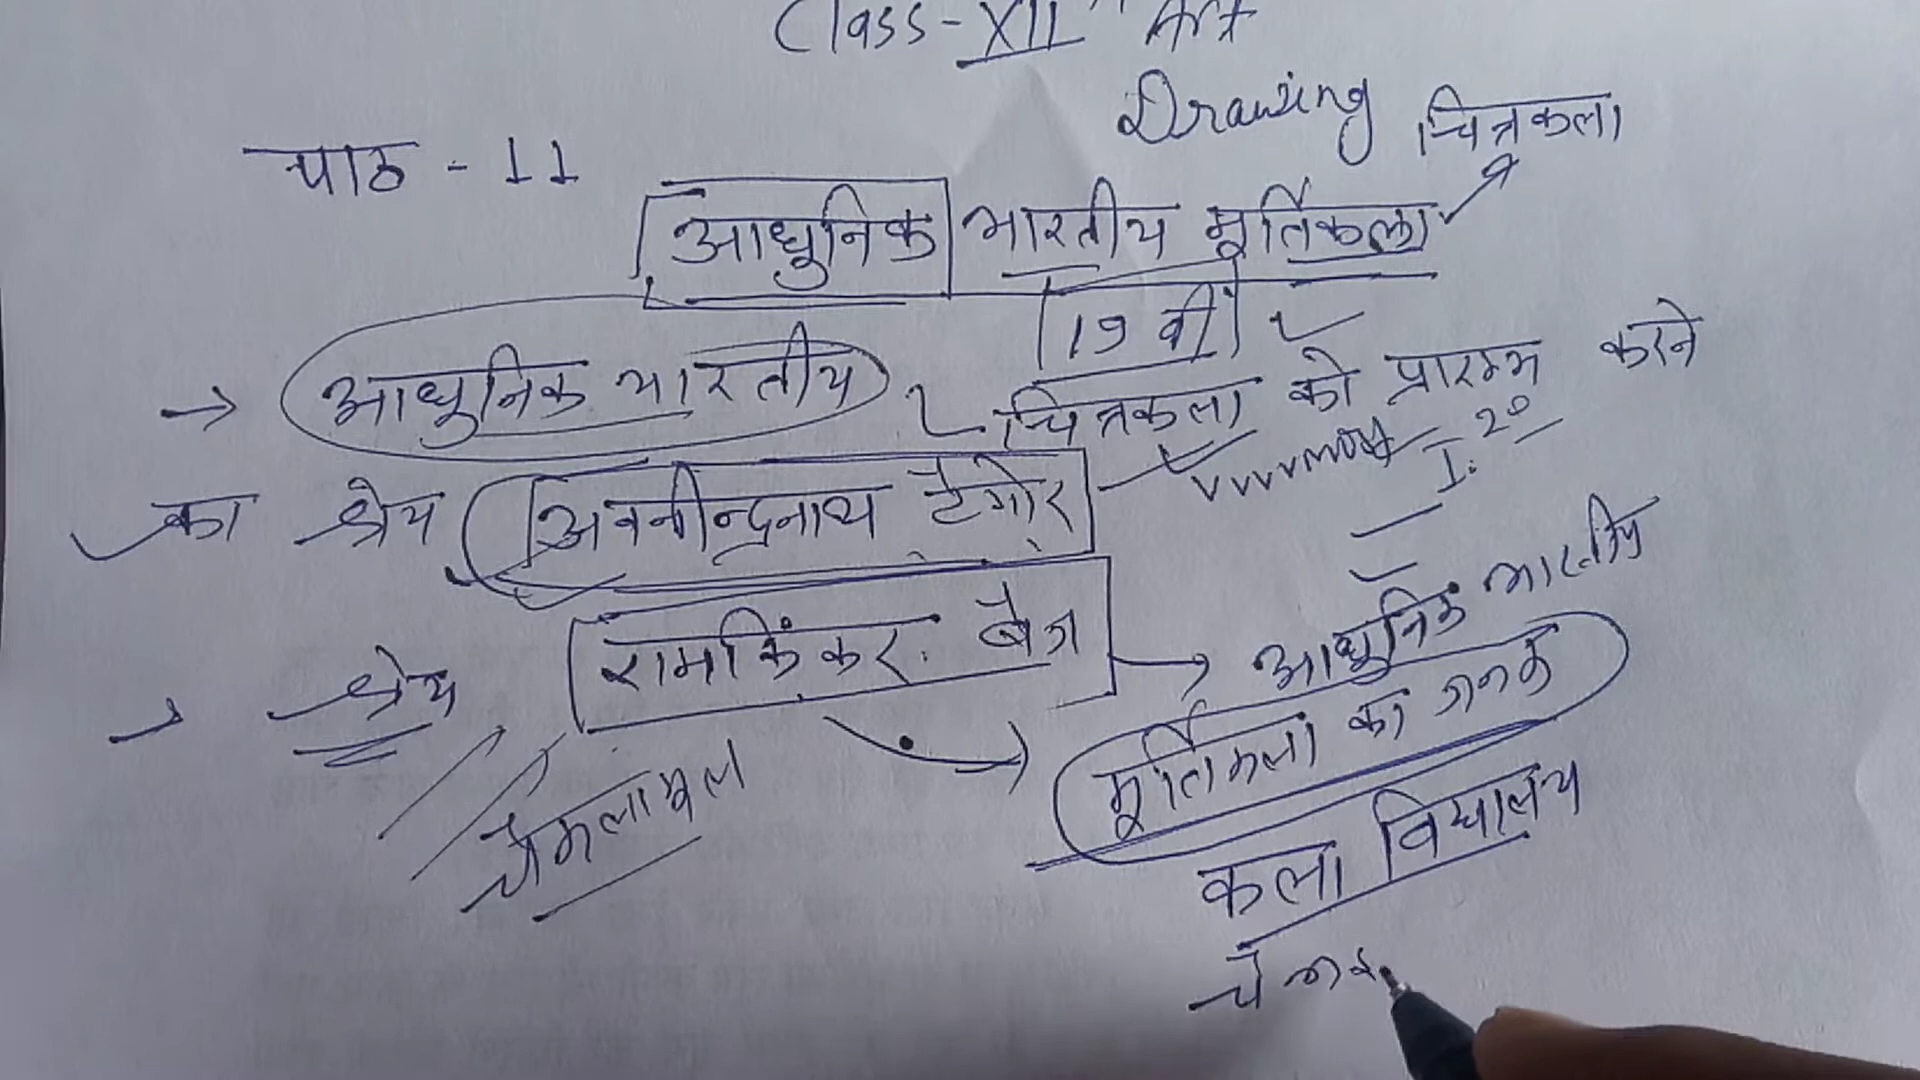 Class-XII Art
Drawing चित्रकला
पाठ - 11
आधुनिक भारतीय मूर्तिकला
19 वीं
→ आधुनिक भारतीय चित्रकला को प्रारम्भ करने
I. 20
का श्रेय अवनीन्द्रनाथ टैगोर
आधुनिक भारतीय
श्रेय रामकिंकर बैज → मूर्तिकला का जनक
कला विद्यालय